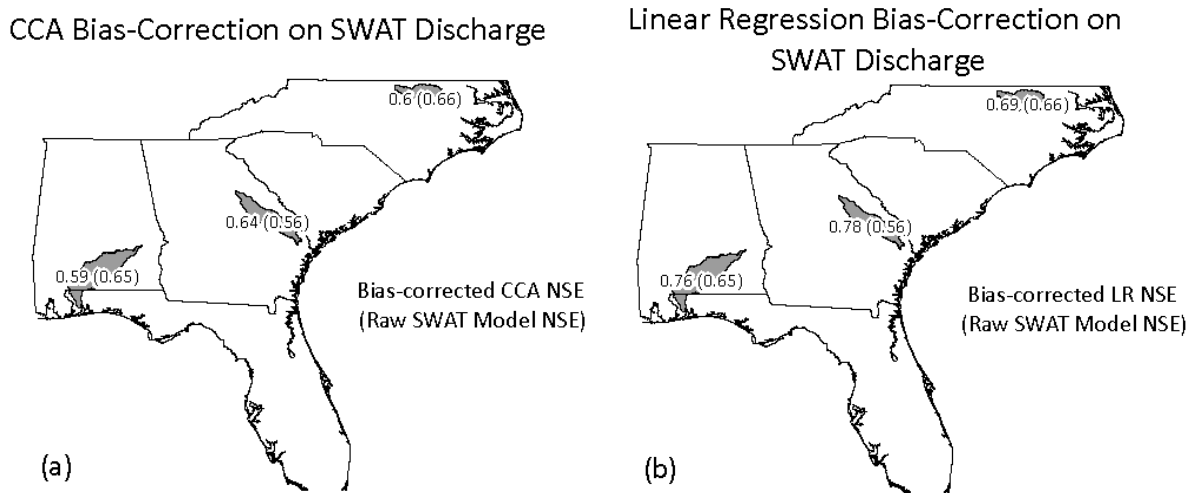 CCA Bias-Correction on SWAT Discharge
0.6 (0.66)
0.64 (0.56)
0.59 (0.65)
Bias-corrected CCA NSE
(Raw SWAT Model NSE)
(a)
Linear Regression Bias-Correction on
SWAT Discharge
0.69 (0.66)
0.78 (0.56)
0.76 (0.65)
Bias-corrected LR NSE
(Raw SWAT Model NSE)
(b)